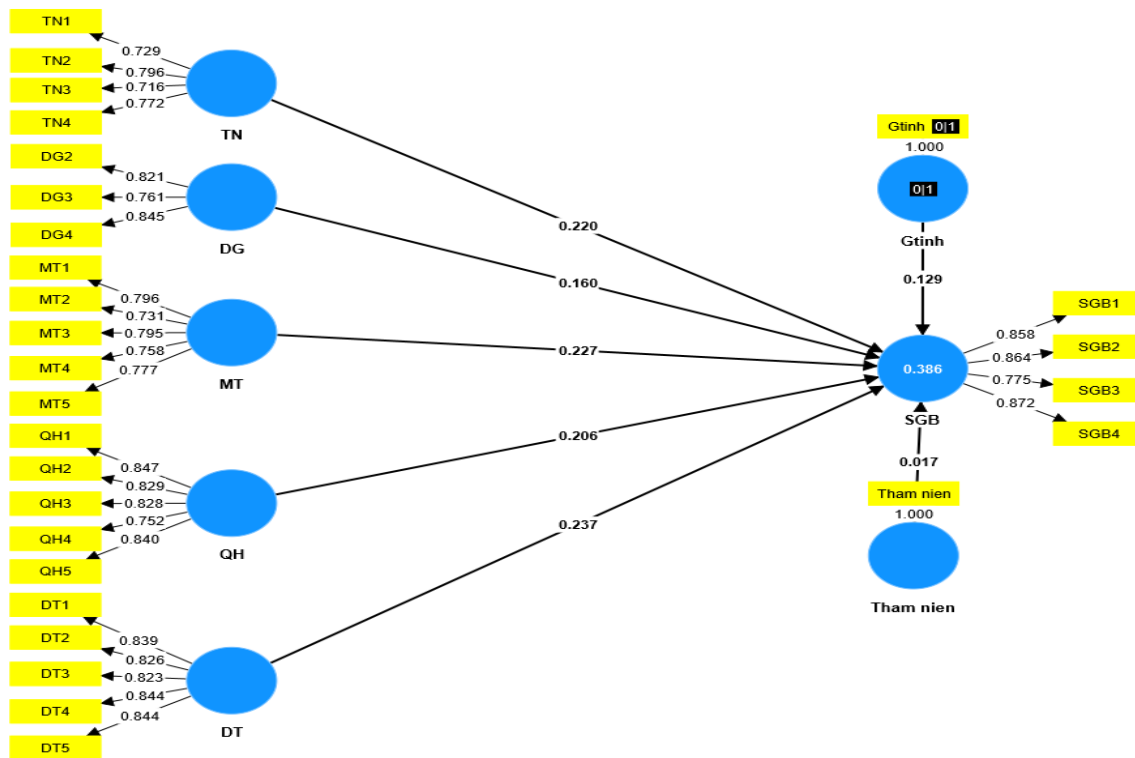 TN1
0.729
TN2
0.796
TN3
0.716
TN4
0.772
TN
0.220
DG2
0.821
DG3
0.761
DG4
0.845
DG
0.160
MT1
0.796
MT2
0.731
MT3
0.795
MT4
0.758
MT5
0.777
MT
0.227
QH1
0.847
QH2
0.829
QH3
0.828
QH4
0.752
QH5
0.840
QH
0.206
DT1
0.839
DT2
0.826
DT3
0.823
DT4
0.844
DT5
0.844
DT
0.237
Gtinh 0|1
1.000
0|1
Gtinh
0.129
0.386
SGB
0.858
SGB1
0.864
SGB2
0.775
SGB3
0.872
SGB4
0.017
Tham nien
1.000
Tham nien